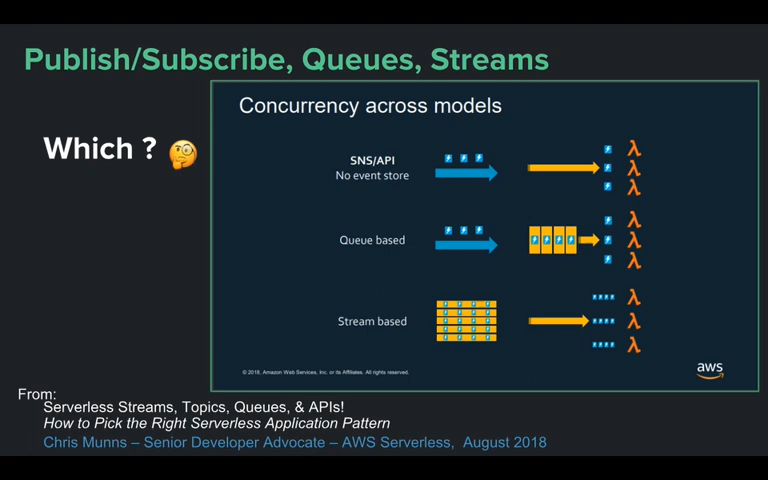 Publish/Subscribe, Queues, Streams
Which ?
Concurrency across models
SNS/API
No event store
Queue based
Stream based
© 2018, Amazon Web Services, Inc. or its Affiliates. All rights reserved.
aws
From:
Serverless Streams, Topics, Queues, & APIs!
How to Pick the Right Serverless Application Pattern
Chris Munns – Senior Developer Advocate – AWS Serverless, August 2018